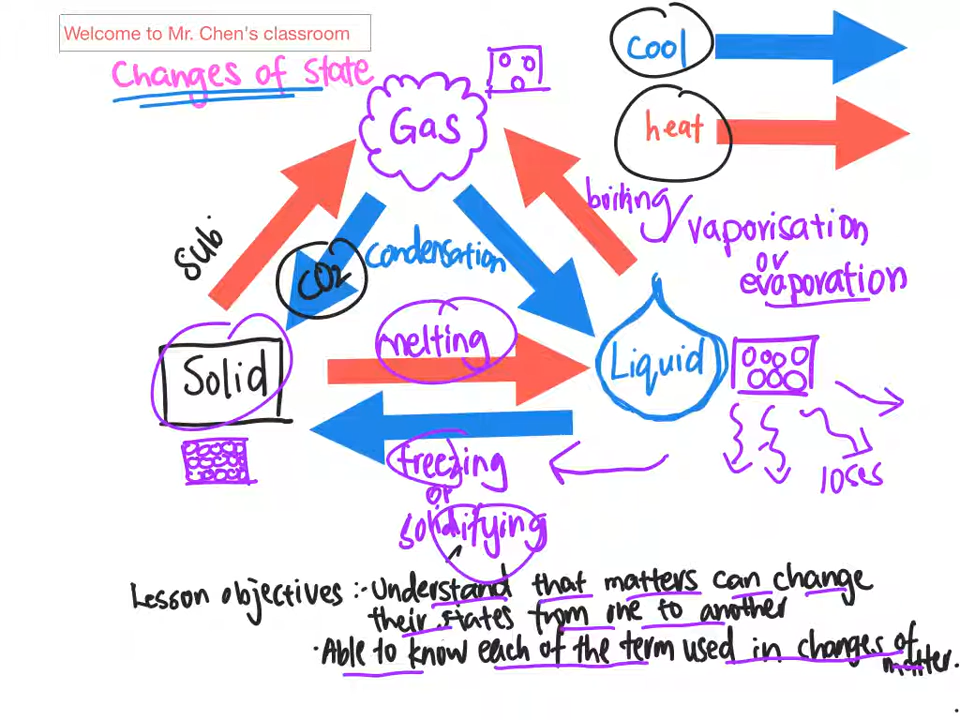 Welcome to Mr. Chen's classroom
Changes of state
cool
heat
Gas
boiling/
vaporisation
or
evaporation
sub
condensation
CO2
melting
Solid
Liquid
freezing
or
solidifying
loses
Lesson objectives :- Understand that matters can change
their states from one to another
· Able to know each of the term used in changes of
matter.